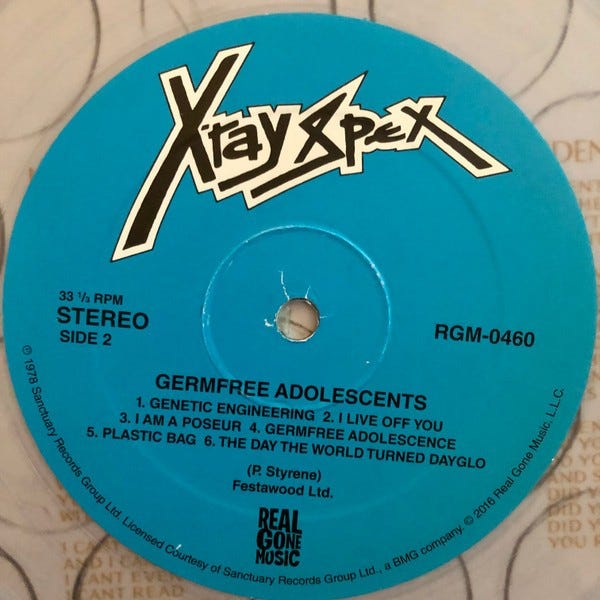 X-ray Spex
33 1/3 RPM
STEREO
SIDE 2
RGM-0460
GERMFREE ADOLESCENTS
1. GENETIC ENGINEERING 2. I LIVE OFF YOU
3. I AM A POSEUR 4. GERMFREE ADOLESCENCE
5. PLASTIC BAG 6. THE DAY THE WORLD TURNED DAYGLO
(P. Styrene)
Festawood Ltd.
REAL
GONE
MUSIC
℗ 1978 Sanctuary Records Group Ltd. Licensed Courtesy of Sanctuary Records Group Ltd., a BMG company. © 2016 Real Gone Music, L.L.C.
I CANT READ